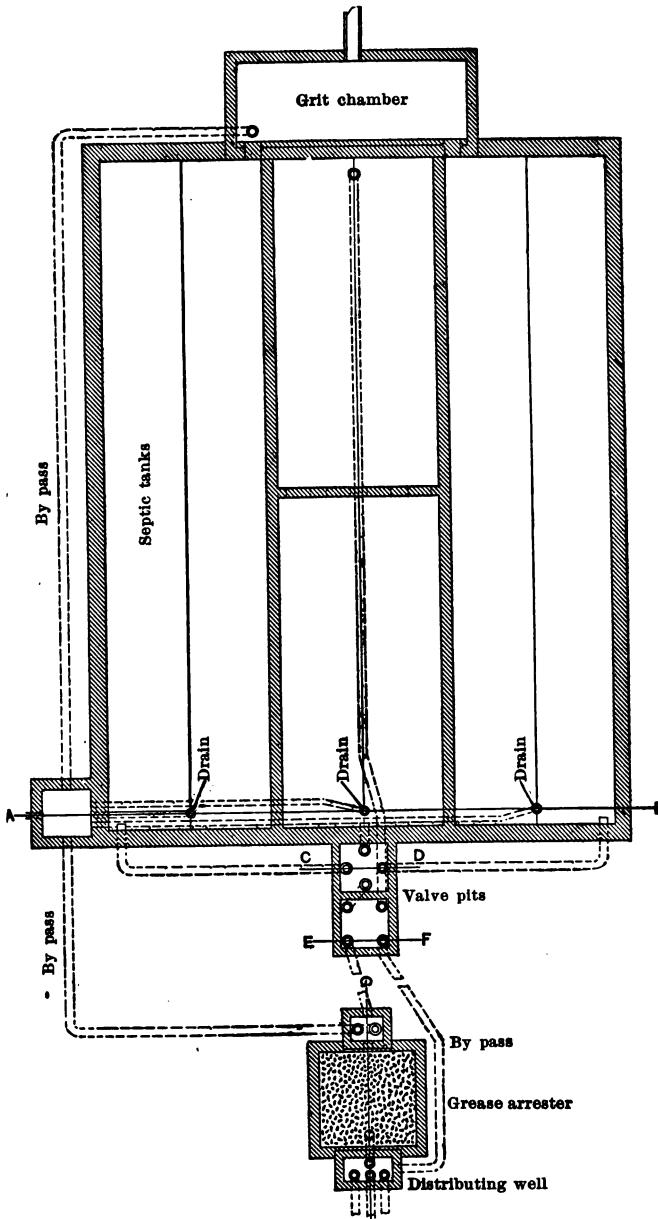 Grit chamber
By pass
Septic tanks
Drain
Drain
Drain
A
C
D
Valve pits
E
F
By pass
By pass
Grease arrester
Distributing well